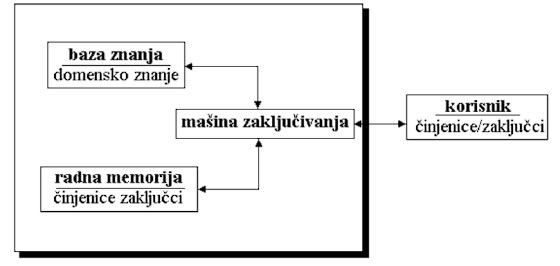 baza znanja
domensko znanje
mašina zaključivanja
korisnik
činjenice/zaključci
radna memorija
činjenice zaključci